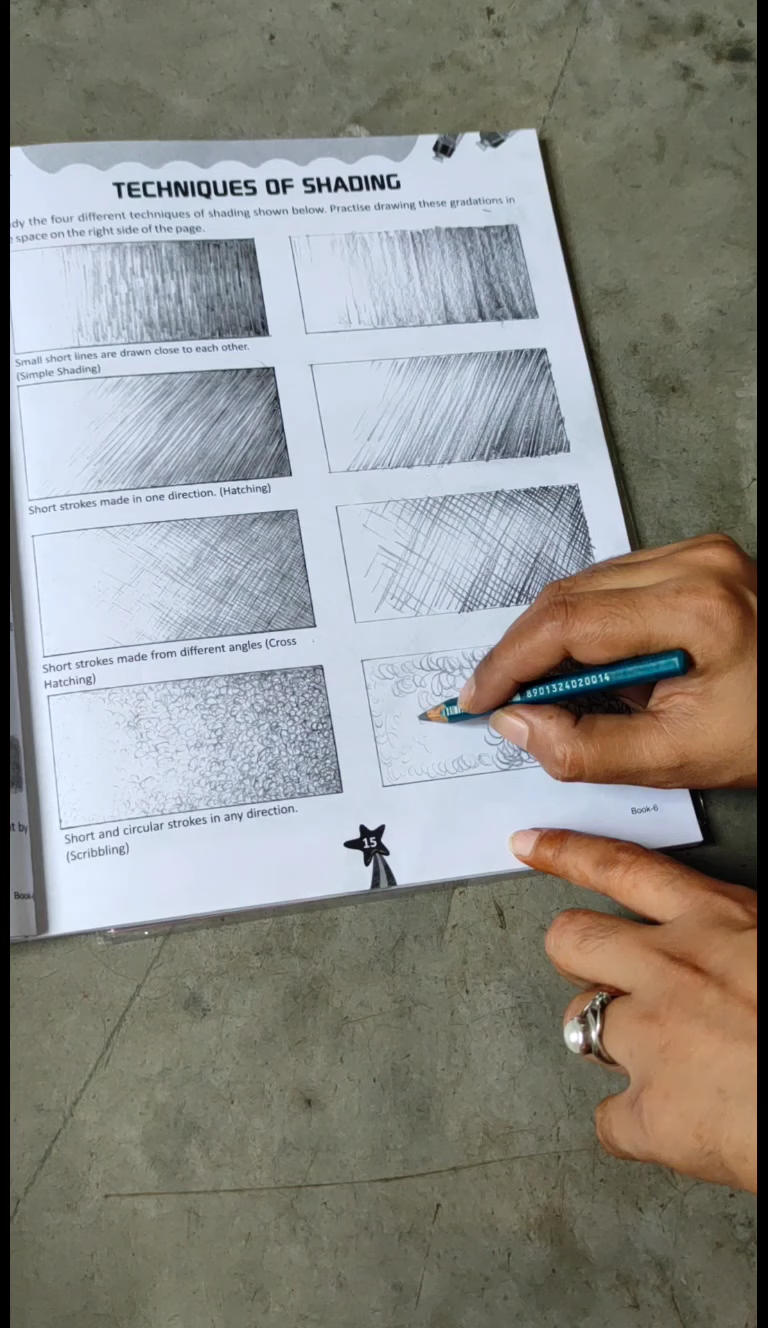 TECHNIQUES OF SHADING
the four different techniques of shading shown below. Practise drawing these gradations in
space on the right side of the page.
Small short lines are drawn close to each other.
(Simple Shading)
Short strokes made in one direction. (Hatching)
Short strokes made from different angles (Cross
Hatching)
8901324020014
Short and circular strokes in any direction.
(Scribbling)
15
Book-6
by